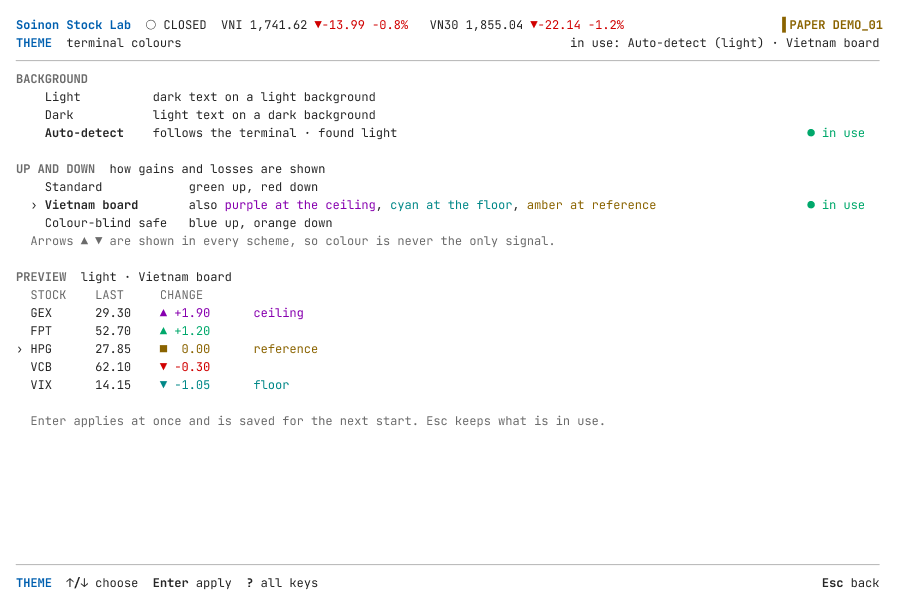 Soinon Stock Lab ○ CLOSED VNI 1,741.62 ▼-13.99 -0.8% VN30 1,855.04 ▼-22.14 -1.2% PAPER DEMO_01
THEME terminal colours in use: Auto-detect (light) · Vietnam board
BACKGROUND
Light dark text on a light background
Dark light text on a dark background
Auto-detect follows the terminal · found light ● in use
UP AND DOWN how gains and losses are shown
Standard green up, red down
› Vietnam board also purple at the ceiling, cyan at the floor, amber at reference ● in use
Colour-blind safe blue up, orange down
Arrows ▲ ▼ are shown in every scheme, so colour is never the only signal.
PREVIEW light · Vietnam board
STOCK LAST CHANGE
GEX 29.30 ▲ +1.90 ceiling
FPT 52.70 ▲ +1.20
› HPG 27.85 ■ 0.00 reference
VCB 62.10 ▼ -0.30
VIX 14.15 ▼ -1.05 floor
Enter applies at once and is saved for the next start. Esc keeps what is in use.
THEME ↑/↓ choose Enter apply ? all keys Esc back